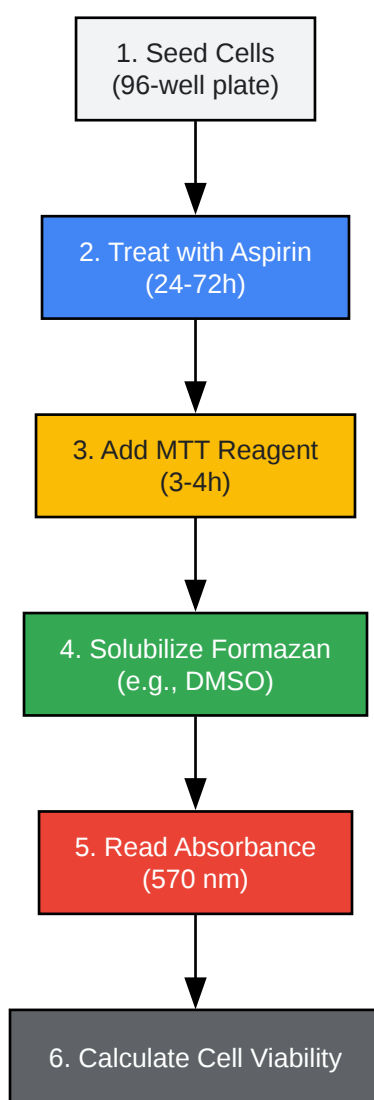 1. Seed Cells
(96-well plate)
2. Treat with Aspirin
(24-72h)
3. Add MTT Reagent
(3-4h)
4. Solubilize Formazan
(e.g., DMSO)
5. Read Absorbance
(570 nm)
6. Calculate Cell Viability